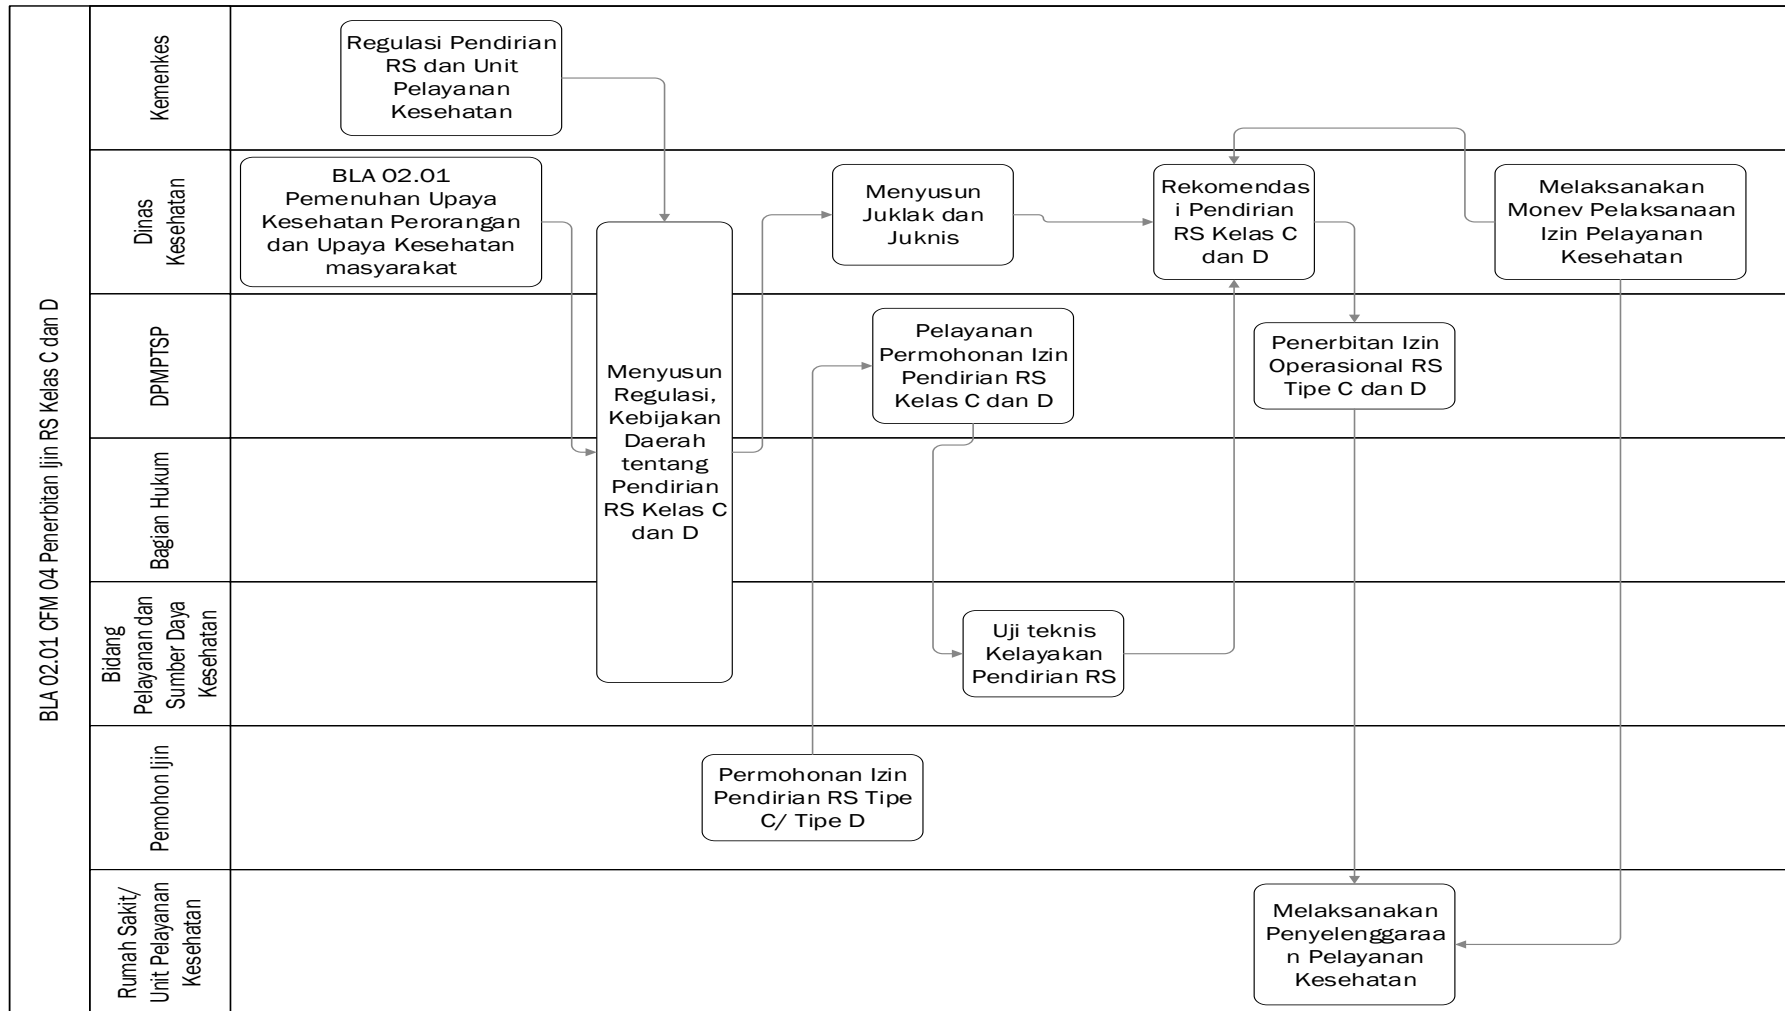 BLA 02.01 CFM 04 Penerbitan Ijin RS Kelas C dan D
Kemenkes
Regulasi Pendirian
RS dan Unit
Pelayanan
Kesehatan
Dinas
Kesehatan
BLA 02.01
Pemenuhan Upaya
Kesehatan Perorangan
dan Upaya Kesehatan
masyarakat
Menyusun
Juklak dan
Juknis
Rekomendas
i Pendirian
RS Kelas C
dan D
Melaksanakan
Monev Pelaksanaan
Izin Pelayanan
Kesehatan
DPMPTSP
Menyusun
Regulasi,
Kebijakan
Daerah
tentang
Pendirian
RS Kelas C
dan D
Pelayanan
Permohonan Izin
Pendirian RS
Kelas C dan D
Penerbitan Izin
Operasional RS
Tipe C dan D
Bagian Hukum
Bidang
Pelayanan dan
Sumber Daya
Kesehatan
Uji teknis
Kelayakan
Pendirian RS
Pemohon Ijin
Permohonan Izin
Pendirian RS Tipe
C/ Tipe D
Rumah Sakit/
Unit Pelayanan
Kesehatan
Melaksanakan
Penyelenggaraa
n Pelayanan
Kesehatan